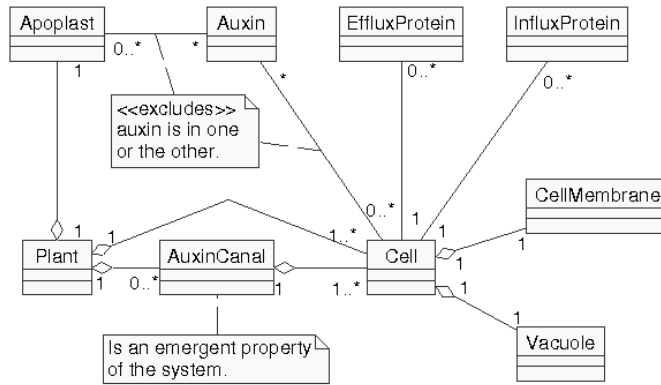 Apoplast
Auxin
EffluxProtein
InfluxProtein
0..*
*
1
*
0..*
0..*
<<excludes>>
auxin is in one
or the other.
CellMembrane
0..*
1
1
1
1
1..*
1
1
Plant
AuxinCanal
Cell
1
0..*
1
1..*
1
1
Vacuole
Is an emergent property
of the system.